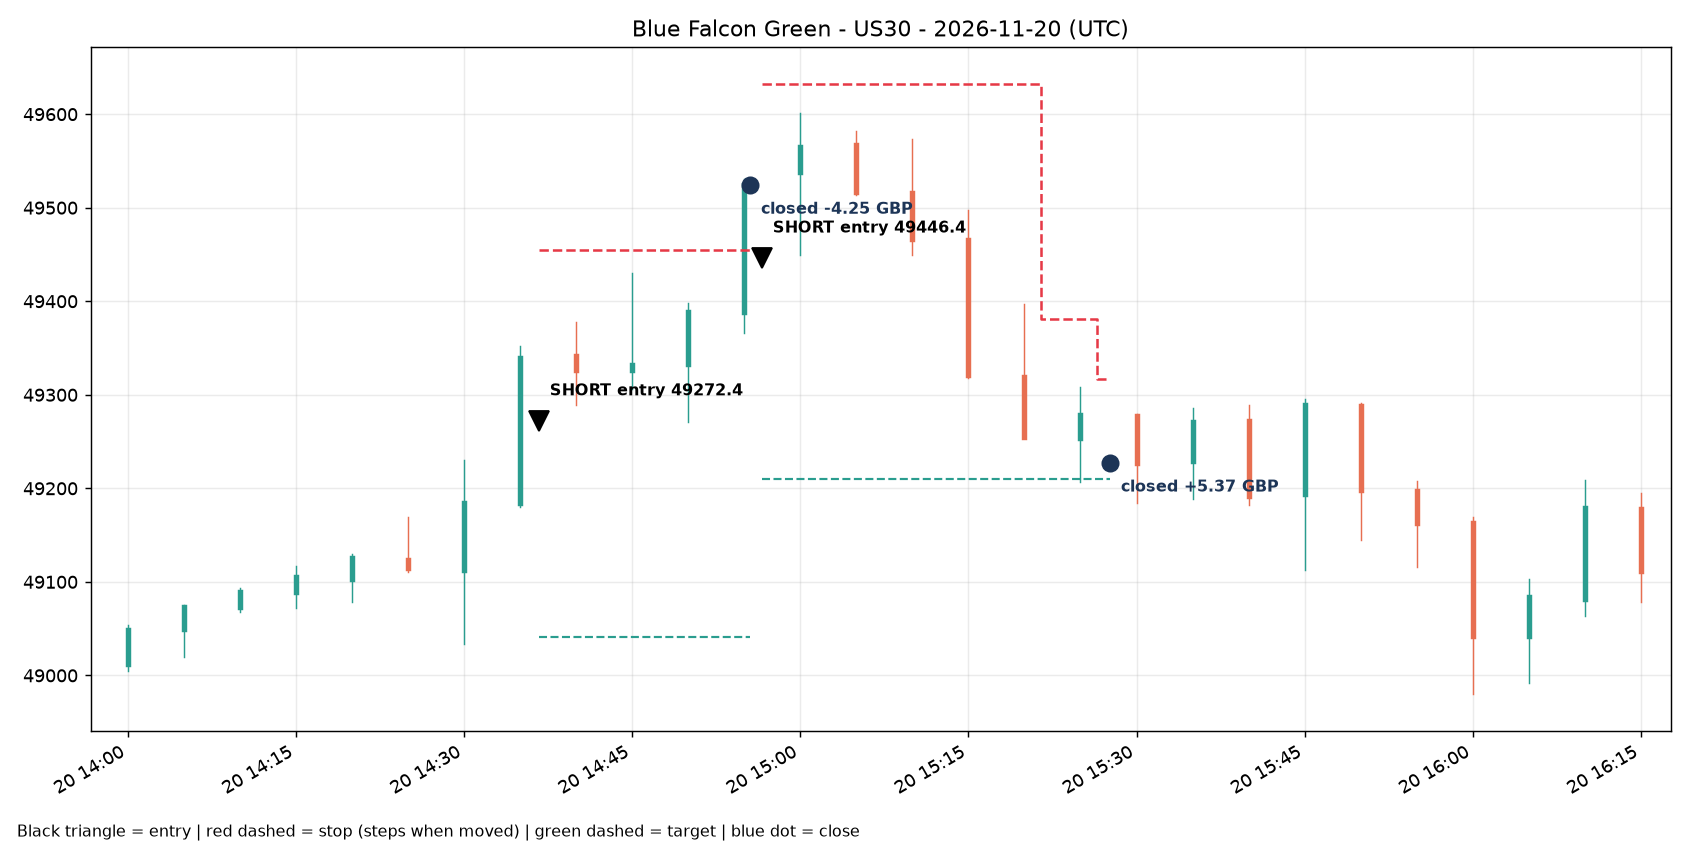 Blue Falcon Green - US30 - 2026-11-20 (UTC)
49600
49500
49400
49300
49200
49100
49000
closed -4.25 GBP
SHORT entry 49446.4
SHORT entry 49272.4
closed +5.37 GBP
20 14:00
20 14:15
20 14:30
20 14:45
20 15:00
20 15:15
20 15:30
20 15:45
20 16:00
20 16:15
Black triangle = entry | red dashed = stop (steps when moved) | green dashed = target | blue dot = close